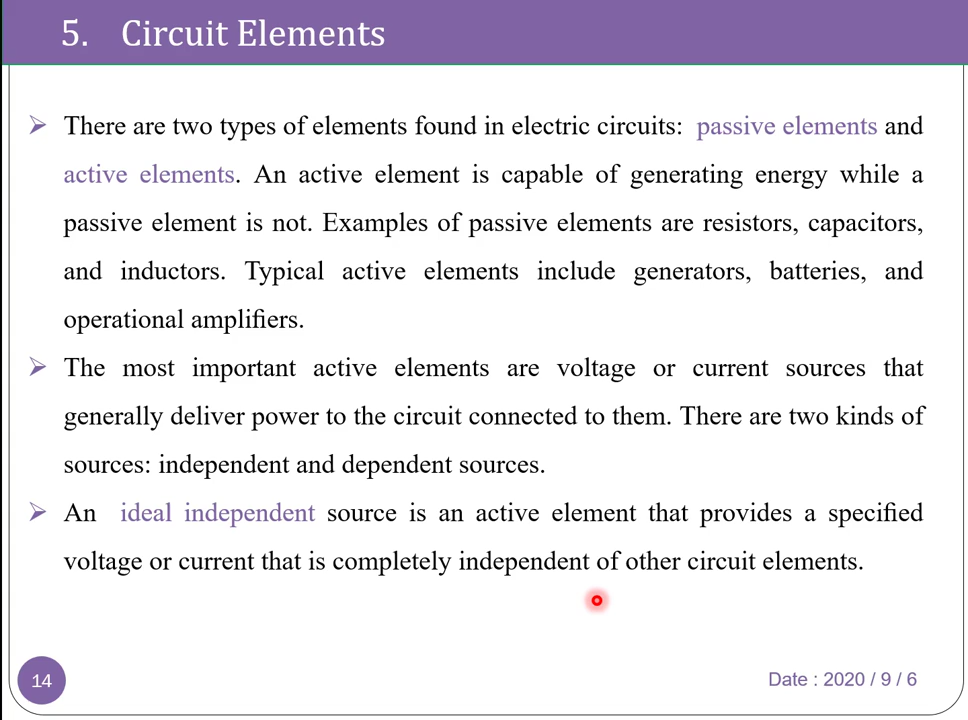 5. Circuit Elements
➢ There are two types of elements found in electric circuits: passive elements and
active elements. An active element is capable of generating energy while a
passive element is not. Examples of passive elements are resistors, capacitors,
and inductors. Typical active elements include generators, batteries, and
operational amplifiers.
➢ The most important active elements are voltage or current sources that
generally deliver power to the circuit connected to them. There are two kinds of
sources: independent and dependent sources.
➢ An ideal independent source is an active element that provides a specified
voltage or current that is completely independent of other circuit elements.
14
Date : 2020 / 9 / 6